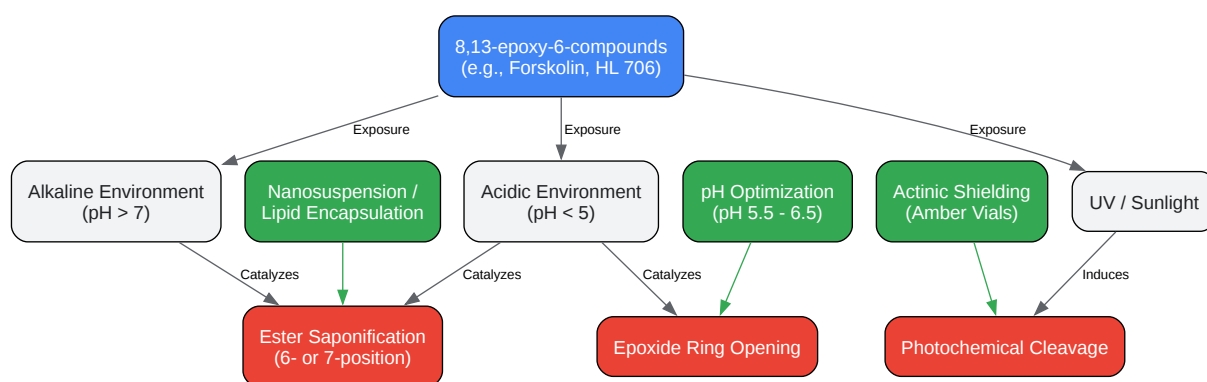 8,13-epoxy-6-compounds
(e.g., Forskolin, HL 706)
Exposure
Exposure
Exposure
Alkaline Environment
(pH > 7)
Nanosuspension /
Lipid Encapsulation
Acidic Environment
(pH < 5)
pH Optimization
(pH 5.5 - 6.5)
Actinic Shielding
(Amber Vials)
UV / Sunlight
Catalyzes
Catalyzes
Catalyzes
Induces
Ester Saponification
(6- or 7-position)
Epoxide Ring Opening
Photochemical Cleavage